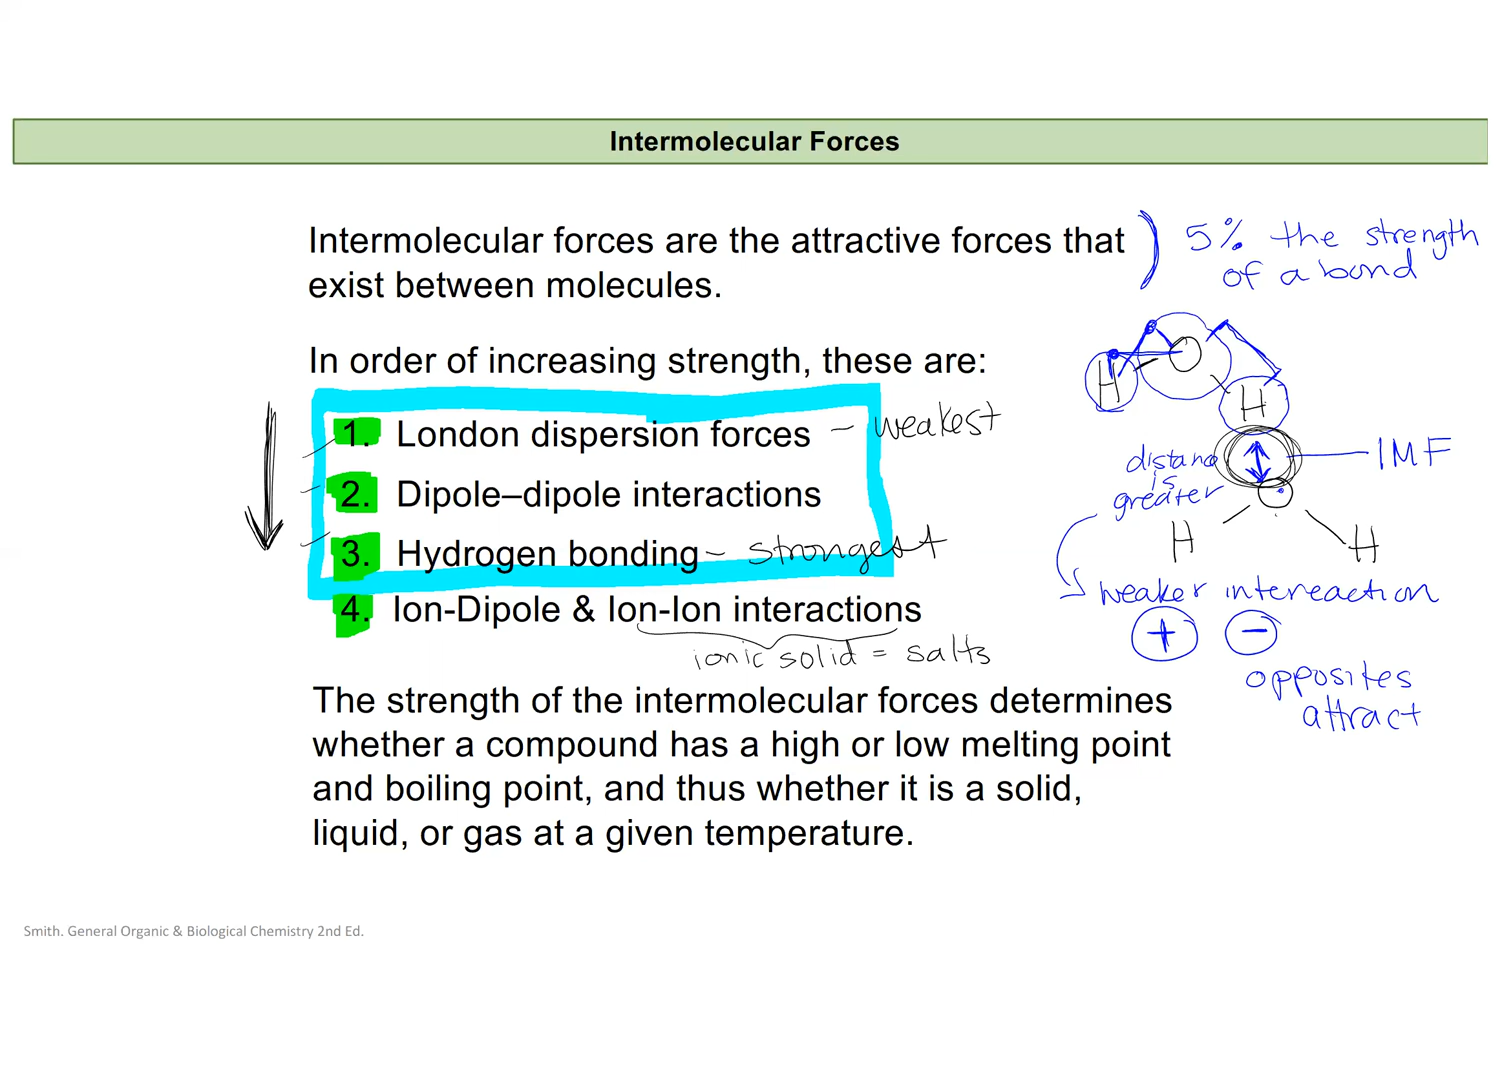 Intermolecular Forces
Intermolecular forces are the attractive forces that
exist between molecules.
) 5% the strength
of a bond
In order of increasing strength, these are:
1. London dispersion forces – weakest
2. Dipole–dipole interactions
3. Hydrogen bonding – strongest
4. Ion-Dipole & Ion-Ion interactions
ionic solid = salts
The strength of the intermolecular forces determines
whether a compound has a high or low melting point
and boiling point, and thus whether it is a solid,
liquid, or gas at a given temperature.
O
H
H
distance
is
greater
IMF
O
H H
weaker intereaction
+ −
opposites
attract
Smith. General Organic & Biological Chemistry 2nd Ed.